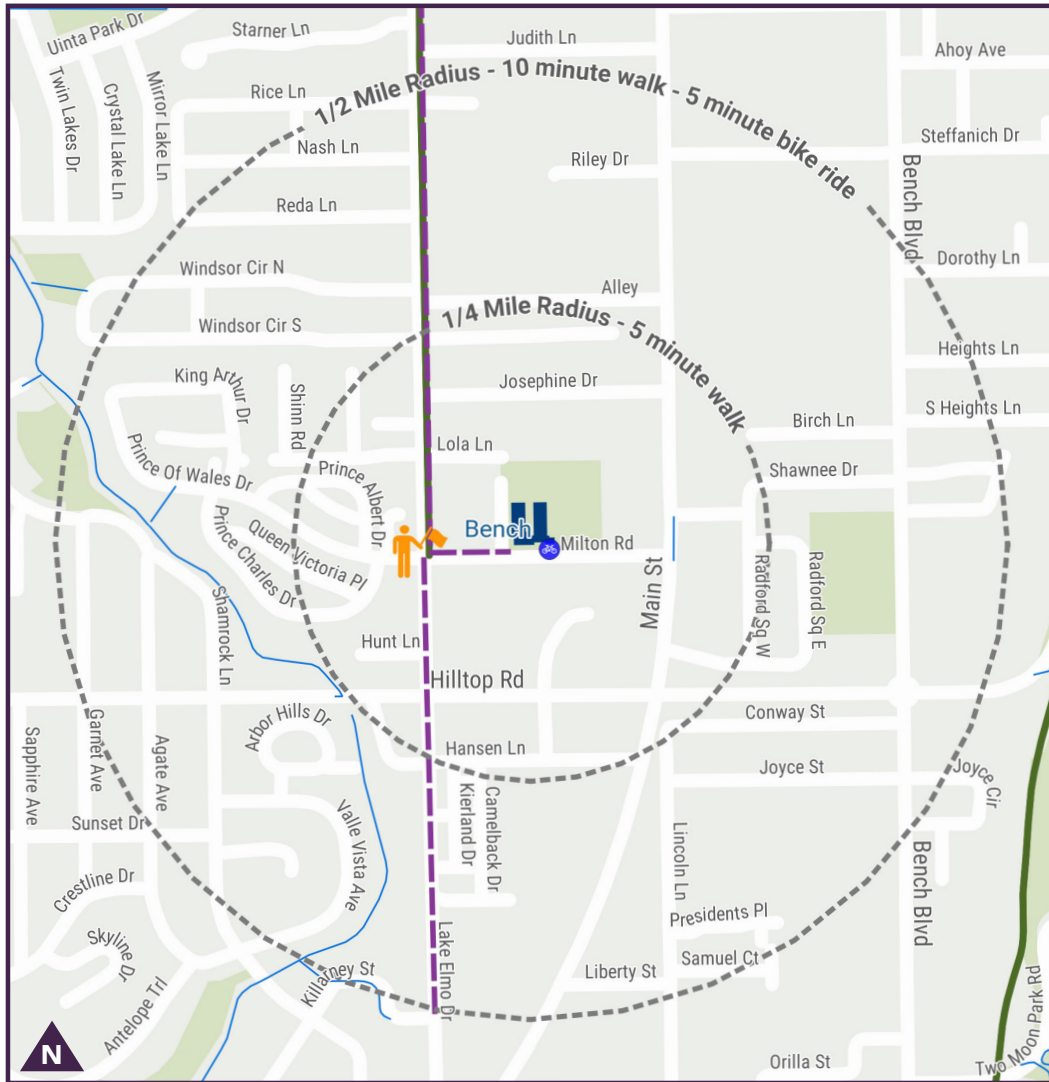 Uinta Park Dr
Starner Ln
Judith Ln
Ahoy Ave
Twin Lakes Dr
Crystal Lake Ln
Mirror Lake Ln
Rice Ln
1/2 Mile Radius - 10 minute walk - 5 minute bike ride
Nash Ln
Riley Dr
Steffanich Dr
Bench Blvd
Reda Ln
Windsor Cir N
Alley
Dorothy Ln
Windsor Cir S
1/4 Mile Radius - 5 minute walk
Heights Ln
King Arthur Dr
Shinn Rd
Josephine Dr
S Heights Ln
Birch Ln
Lola Ln
Prince Of Wales Dr
Prince Albert Dr
Shawnee Dr
Bench
Milton Rd
Queen Victoria Pl
Prince Charles Dr
Main St
Radford Sq W
Radford Sq E
Shamrock Ln
Hunt Ln
Hilltop Rd
Conway St
Sapphire Ave
Garnet Ave
Agate Ave
Arbor Hills Dr
Hansen Ln
Joyce St
Joyce Cir
Kierland Dr
Camelback Dr
Sunset Dr
Valle Vista Ave
Lincoln Ln
Bench Blvd
Crestline Dr
Presidents Pl
Skyline Dr
Lake Elmo Dr
Samuel Ct
Killarney St
Liberty St
Antelope Trl
Two Moon Park Rd
N
Orilla St